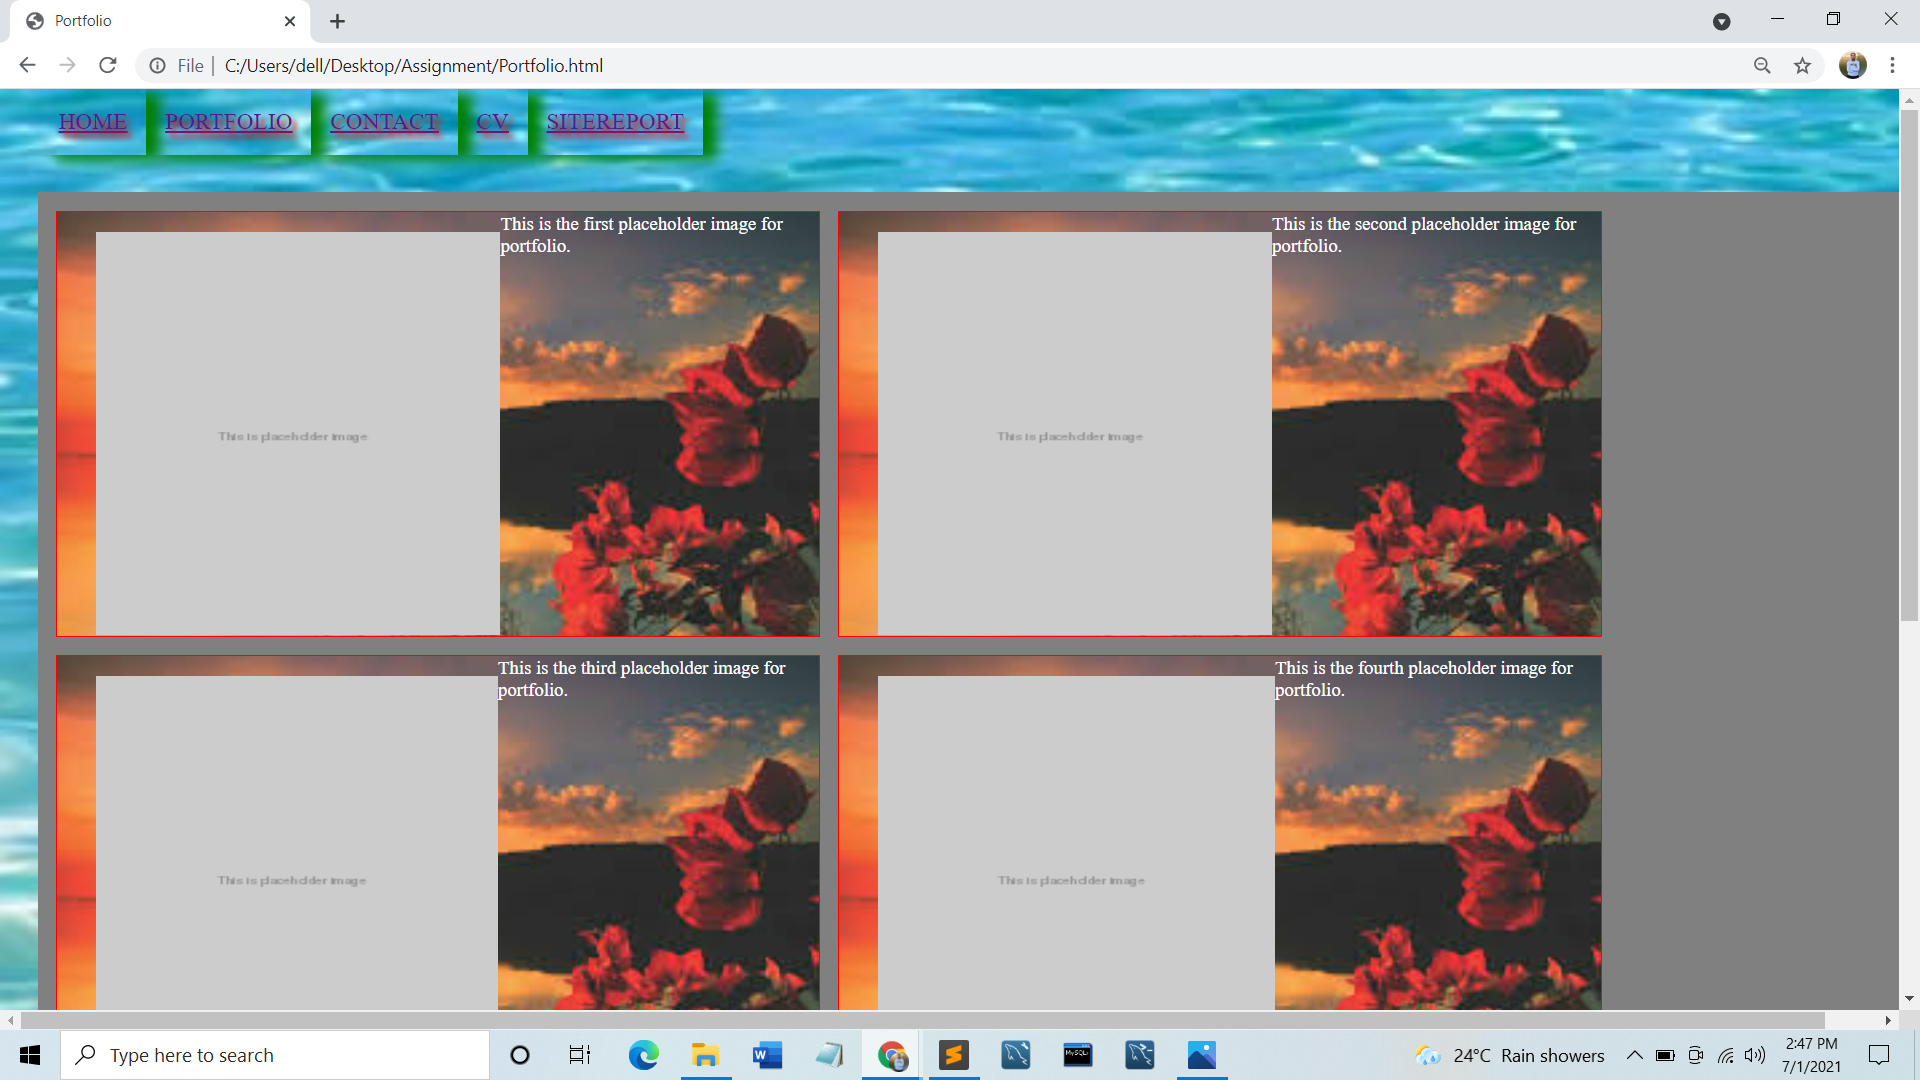 Portfolio
File | C:/Users/dell/Desktop/Assignment/Portfolio.html
HOME PORTFOLIO CONTACT CV SITEREPORT
This is the first placeholder image for
portfolio.
This is placeholder image
This is the second placeholder image for
portfolio.
This is placeholder image
This is the third placeholder image for
portfolio.
This is placeholder image
This is the fourth placeholder image for
portfolio.
This is placeholder image
Type here to search
W
MySQL
24°C Rain showers
2:47 PM
7/1/2021